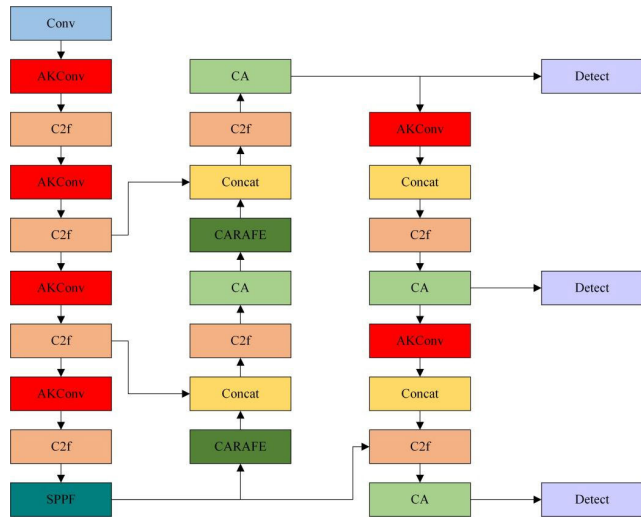 Conv
AKConv
C2f
AKConv
C2f
AKConv
C2f
AKConv
C2f
SPPF
CA
C2f
Concat
CARAFE
CA
C2f
Concat
CARAFE
AKConv
Concat
C2f
CA
AKConv
Concat
C2f
CA
Detect
Detect
Detect